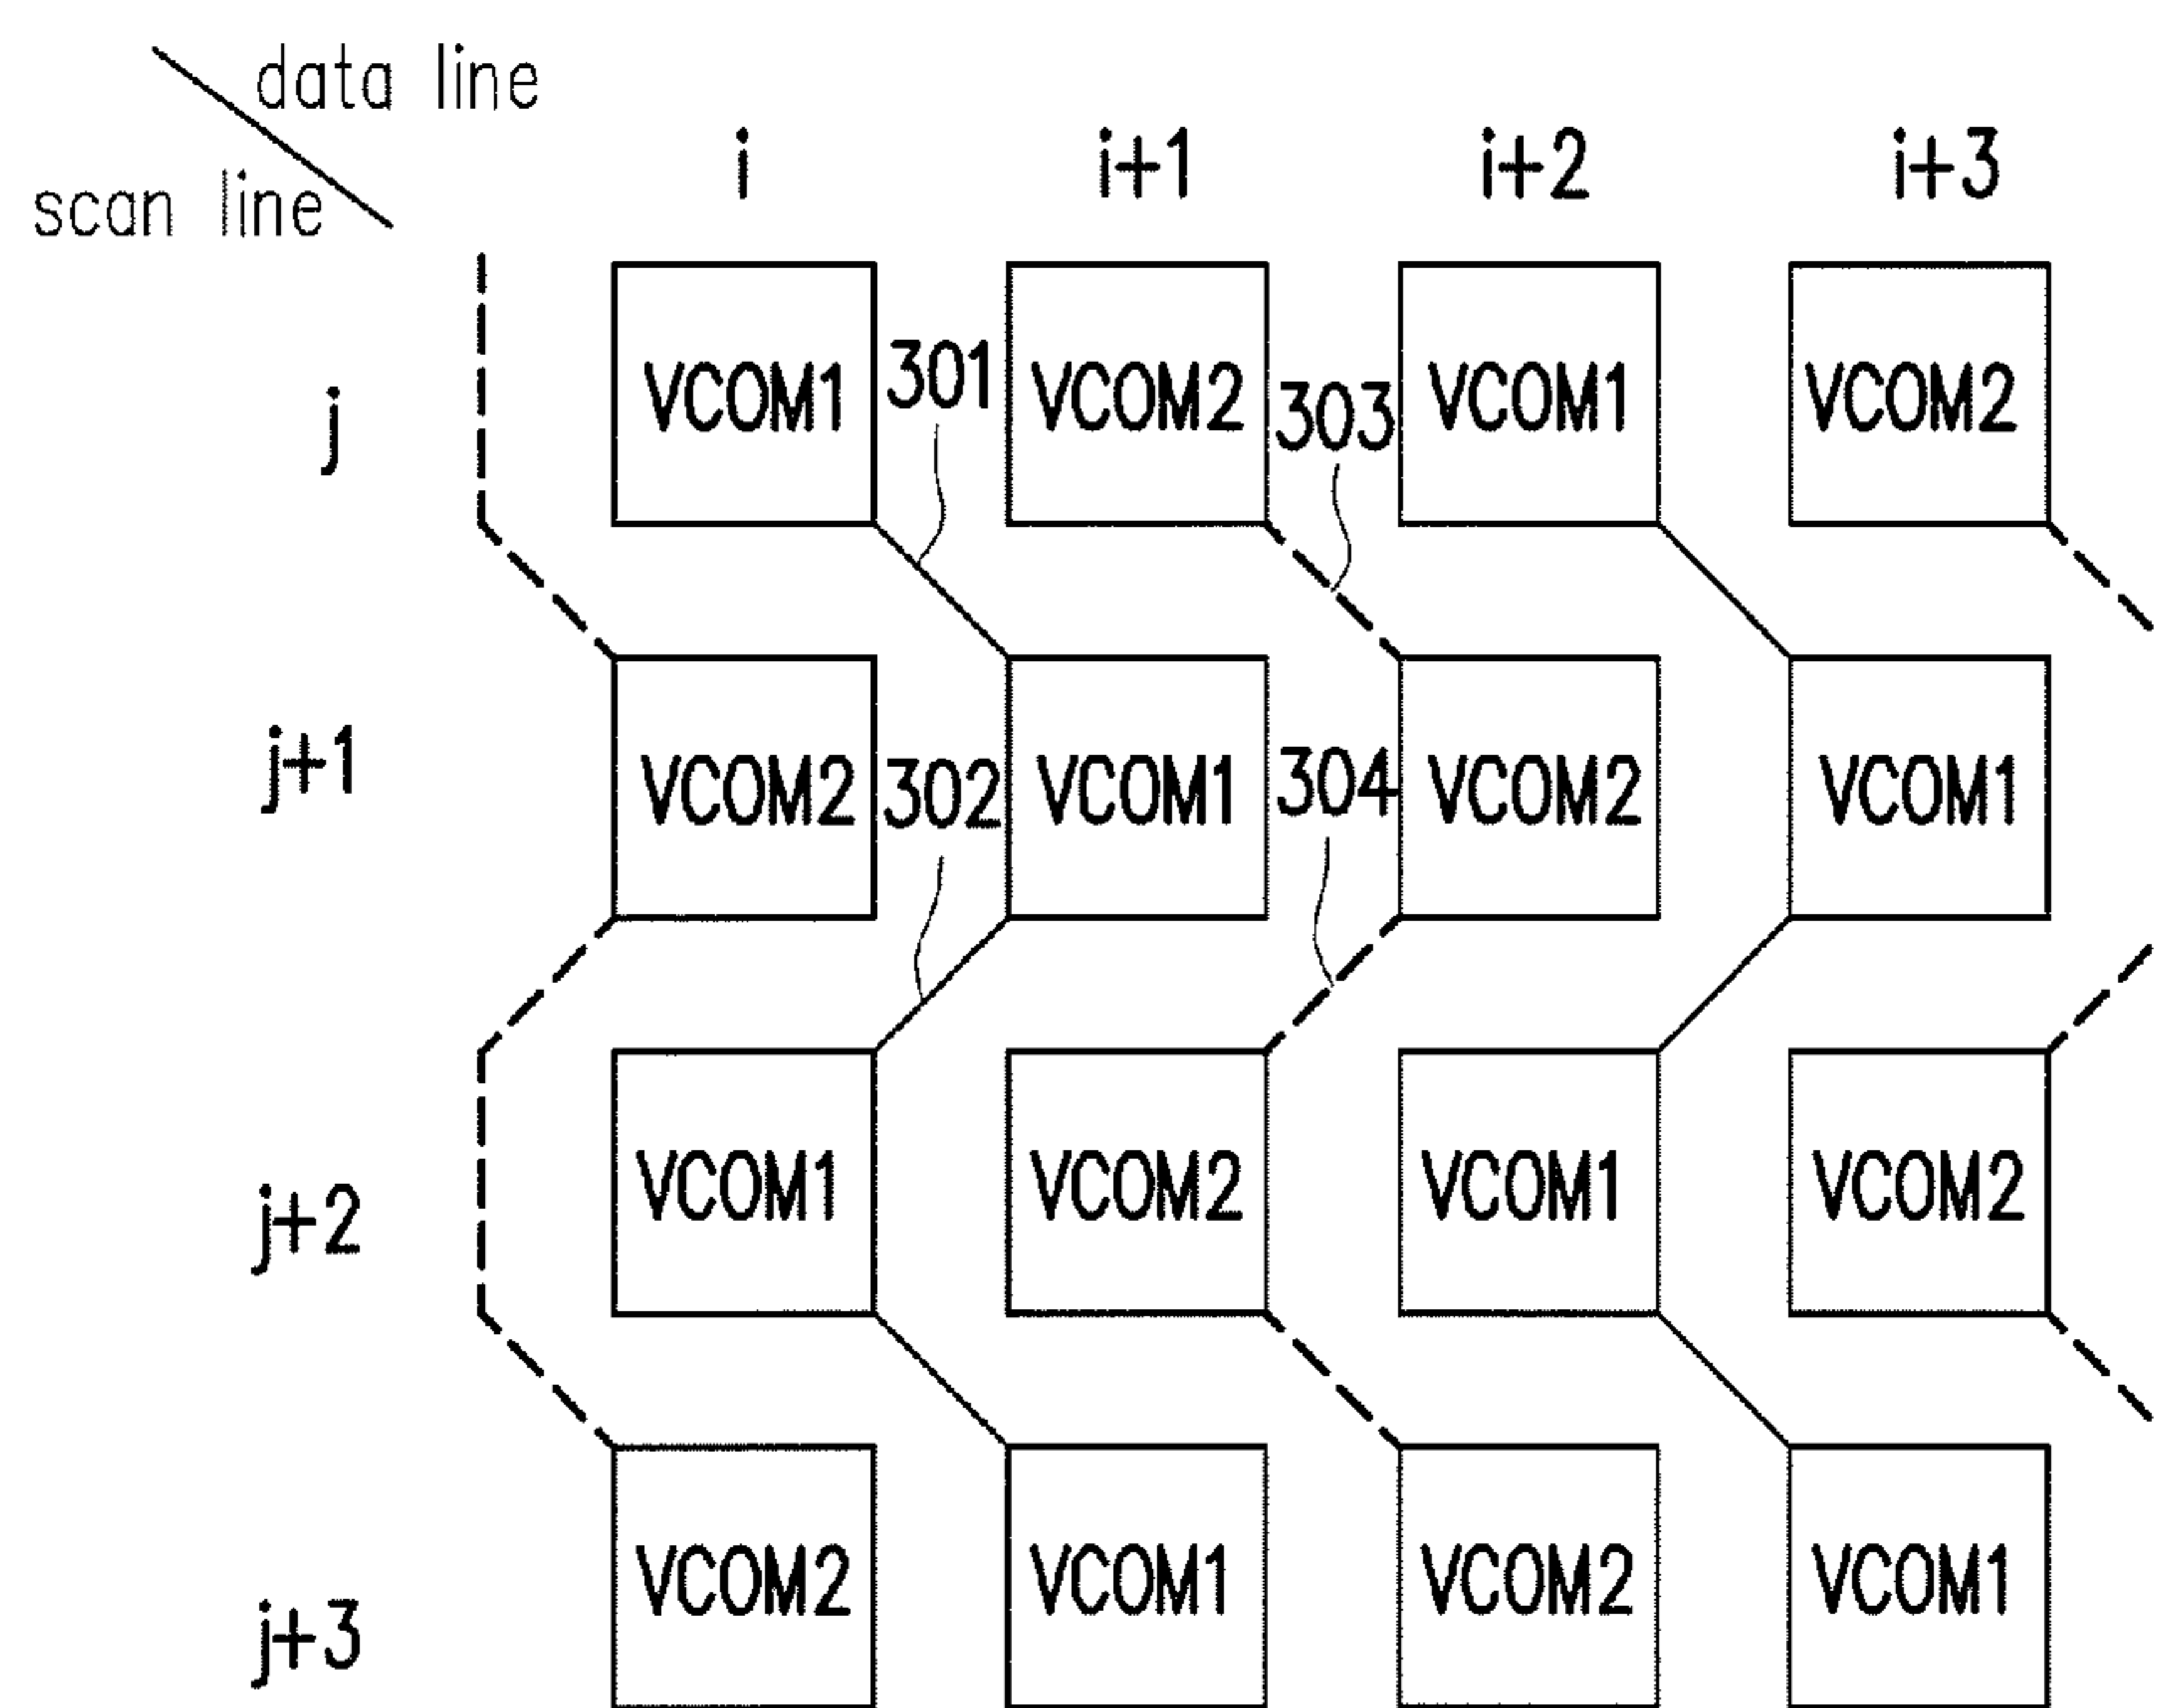 data line
scan line
i i+1 i+2 i+3
j VCOM1 301 VCOM2 303 VCOM1 VCOM2
j+1 VCOM2 302 VCOM1 304 VCOM2 VCOM1
j+2 VCOM1 VCOM2 VCOM1 VCOM2
j+3 VCOM2 VCOM1 VCOM2 VCOM1